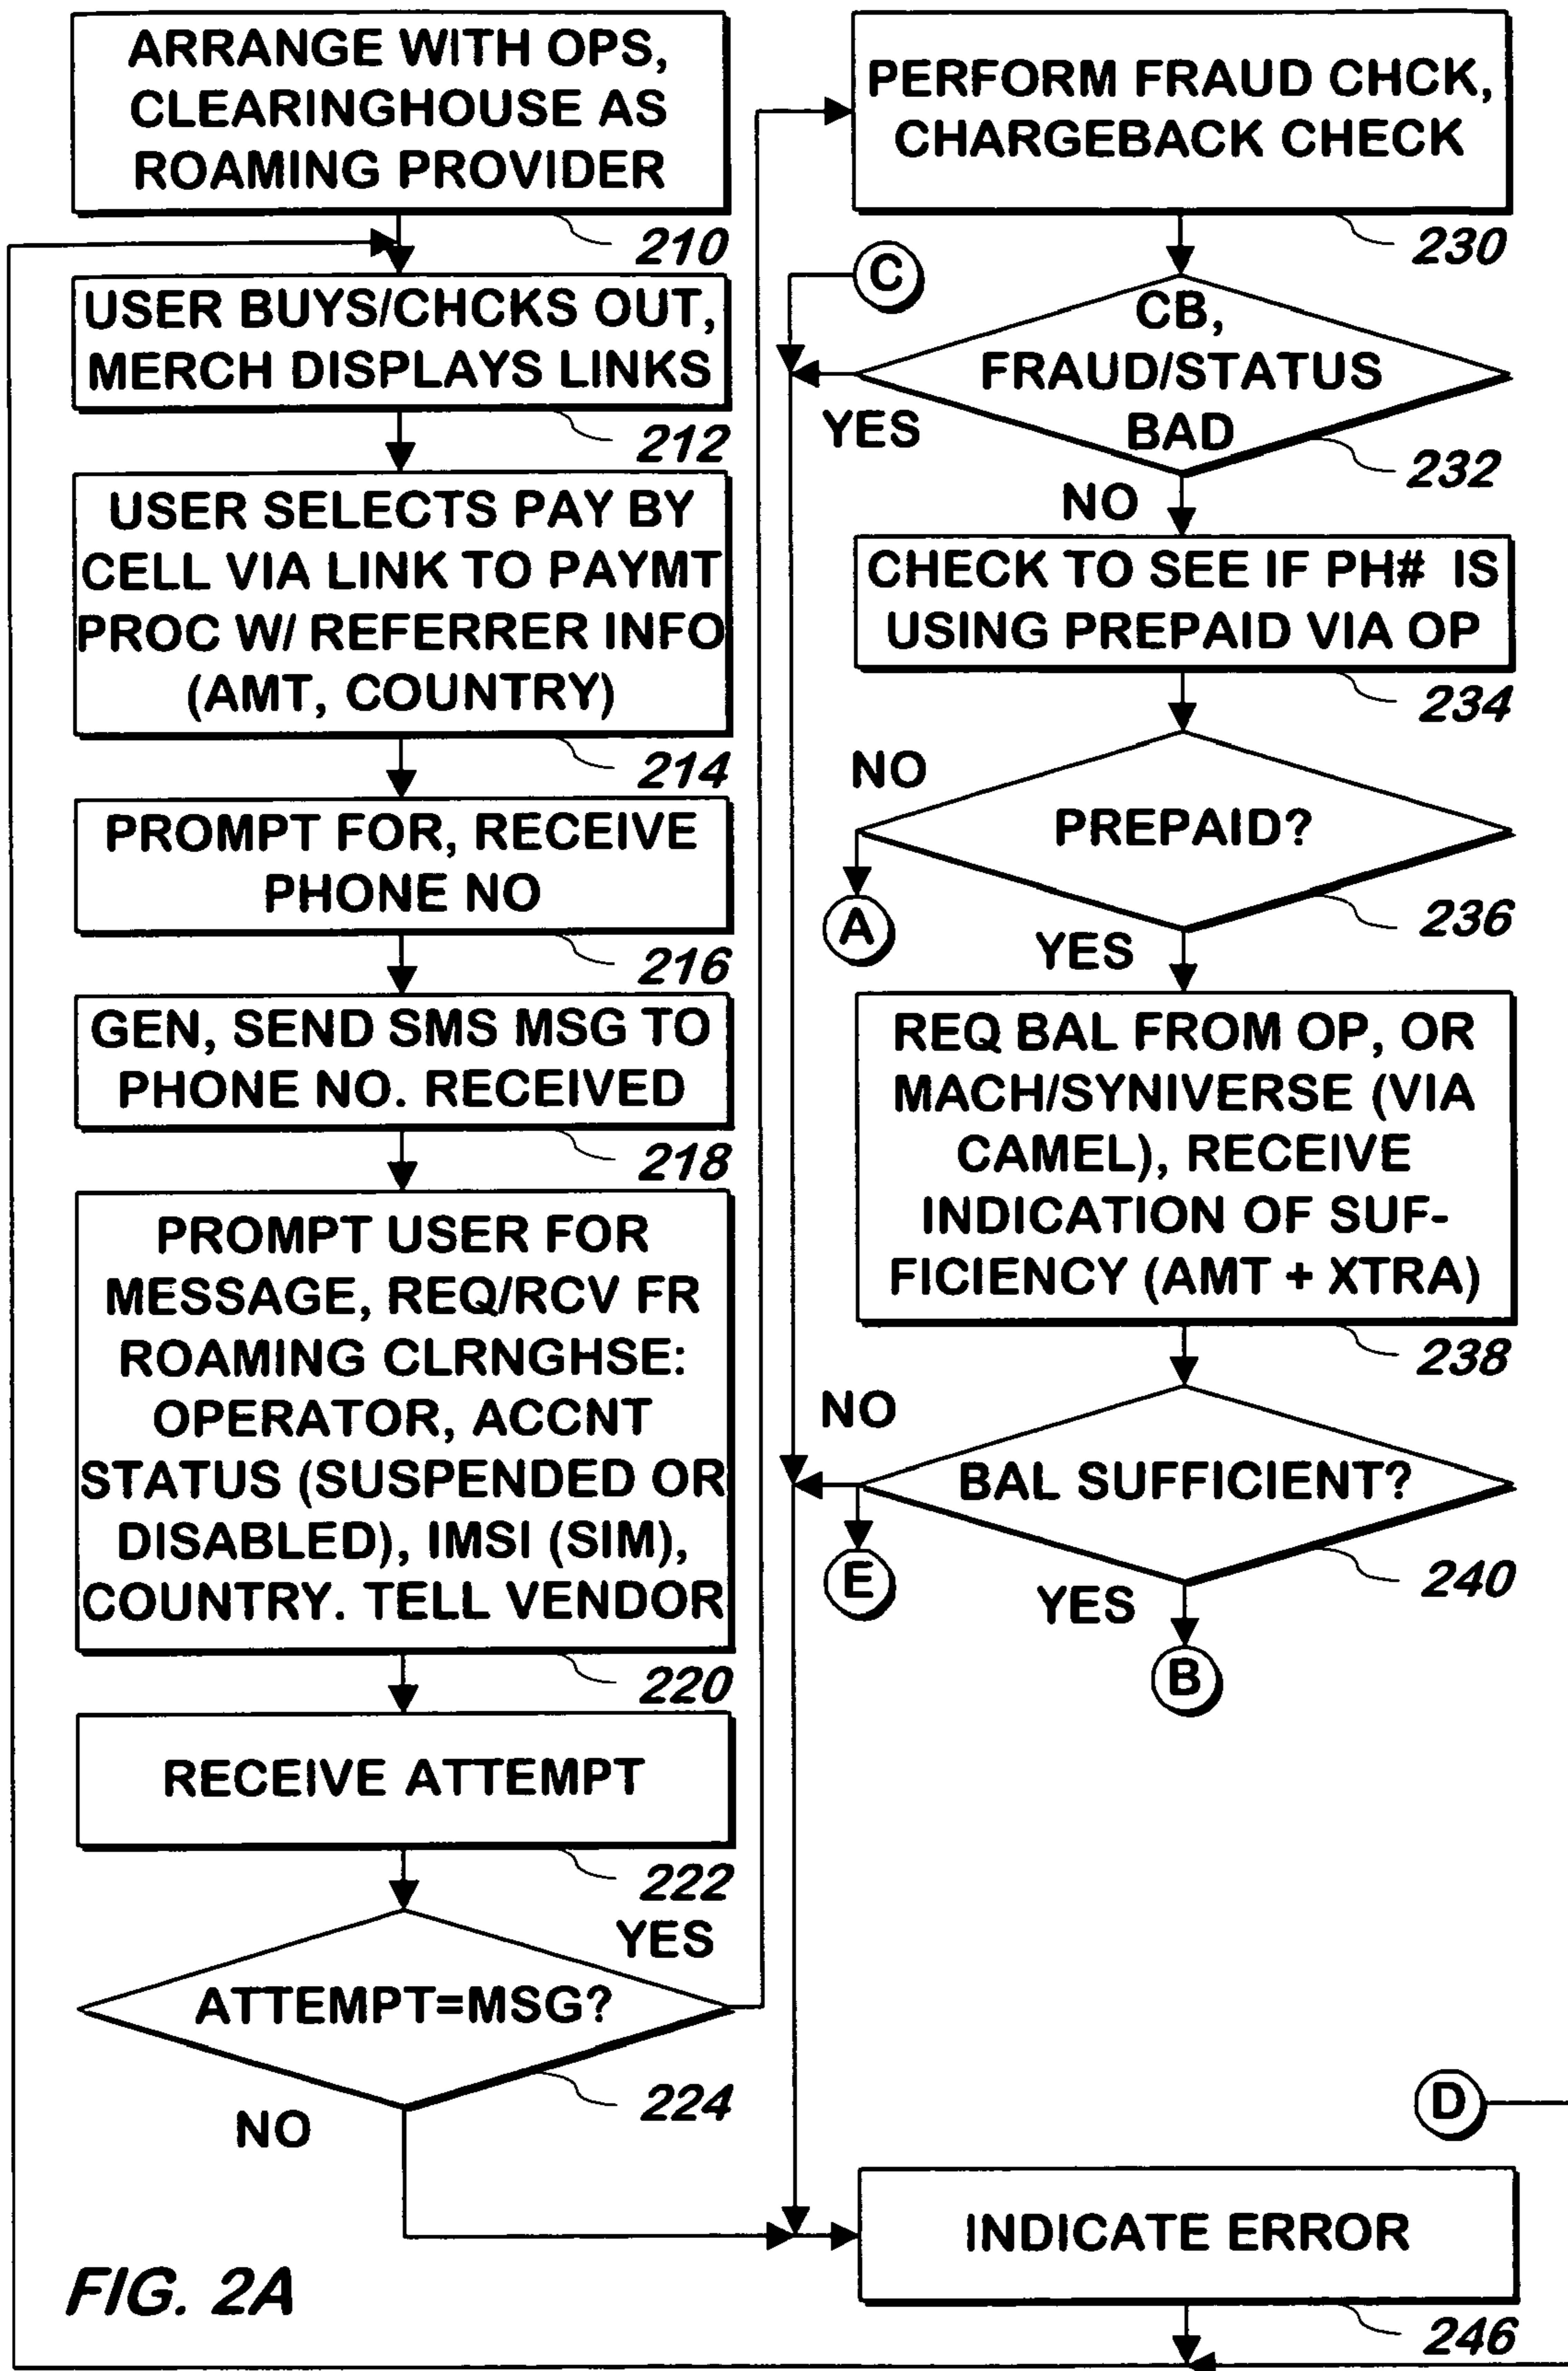 ARRANGE WITH OPS,
CLEARINGHOUSE AS
ROAMING PROVIDER
210
USER BUYS/CHCKS OUT,
MERCH DISPLAYS LINKS
212
USER SELECTS PAY BY
CELL VIA LINK TO PAYMT
PROC W/ REFERRER INFO
(AMT, COUNTRY)
214
PROMPT FOR, RECEIVE
PHONE NO
216
GEN, SEND SMS MSG TO
PHONE NO. RECEIVED
218
PROMPT USER FOR
MESSAGE, REQ/RCV FR
ROAMING CLRNGHSE:
OPERATOR, ACCNT
STATUS (SUSPENDED OR
DISABLED), IMSI (SIM),
COUNTRY. TELL VENDOR
220
RECEIVE ATTEMPT
222
YES
ATTEMPT=MSG?
224
NO
PERFORM FRAUD CHCK,
CHARGEBACK CHECK
230
C
CB,
FRAUD/STATUS
BAD
YES
232
NO
CHECK TO SEE IF PH# IS
USING PREPAID VIA OP
234
NO
PREPAID?
A
236
YES
REQ BAL FROM OP, OR
MACH/SYNIVERSE (VIA
CAMEL), RECEIVE
INDICATION OF SUF-
FICIENCY (AMT + XTRA)
238
NO
BAL SUFFICIENT?
E
240
YES
B
D
INDICATE ERROR
246
FIG. 2A